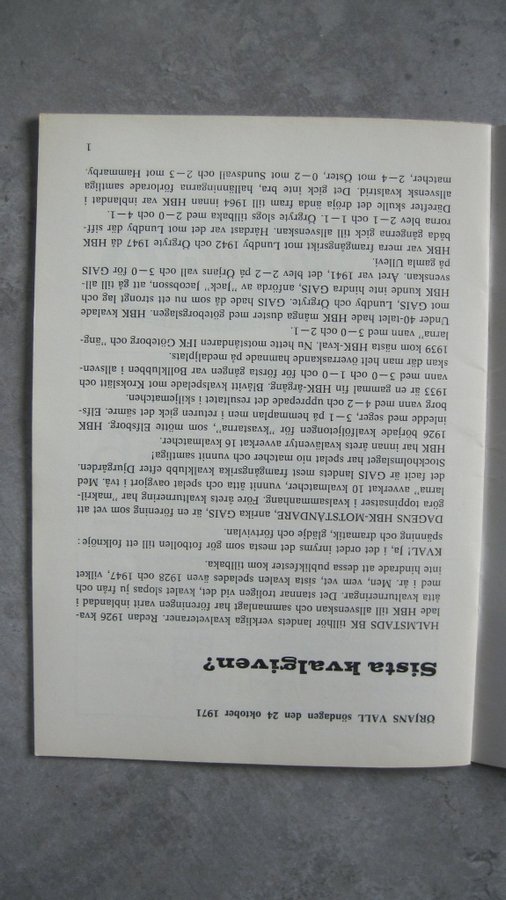 ÖRJANS VALL söndagen den 24 oktober 1971
Sista kvalgiven?
HALMSTADS BK tillhör landets verkliga kvalveteraner. Redan 1926 kva-
lade HBK till allsvenskan och sammanlagt har föreningen varit inblandad i
åtta kvalturneringar. Det stannar troligen vid det, kvalet slopas ju från och
med i år. Men, vem vet, sista kvalen spelades även 1928 och 1947, vilket
inte hindrade att dessa publikfester kom tillbaka.
KVAL! Ja, i det ordet inryms det mesta som gör fotbollen till ett folknöje:
spänning och dramatik, glädje och förtvivlan.
DAGENS HBK-MOTSTÅNDARE, anrika GAIS, är en förening som vet att
göra toppinsatser i kvalsammanhang. Före årets kvalturnering har "makril-
larna" avverkat 10 kvalmatcher, vunnit åtta och spelat oavgjort i två. Med
det facit är GAIS landets mest framgångsrika kvalklubb efter Djurgården.
Stockholmslaget har spelat nio matcher och vunnit samtliga!
HBK har innan årets kvaläventyr avverkat 16 kvalmatcher.
1926 började kvalföljetongen för "kvastarna", som mötte Elfsborg. HBK
inledde med seger, 3—1 på hemmaplan men i returen gick det sämre. Elfs-
borg vann med 4—2 och upprepade det resultatet i skiljematchen.
1933 är en gammal fin HBK-årgång. Blåvitt kvalspelade mot Krokslätt och
vann med 3—0 och 1—0 och för första gången var Bollklubben i allsven-
skan där man helt överraskande hamnade på medaljplats.
1939 kom nästa HBK-kval. Nu hette motståndaren IFK Göteborg och "äng-
larna" vann med 3—0 och 2—1.
Under 40-talet hade HBK många duster med göteborgslagen. HBK kvalade
mot GAIS, Lundby och Örgryte. GAIS hade då som nu ett strongt lag och
HBK kunde inte hindra GAIS, anförda av "Jack" Jacobsson, att gå till all-
svenskan. Året var 1941, det blev 2—2 på Örjans vall och 3—0 för GAIS
på gamla Ullevi.
HBK var mera framgångsrikt mot Lundby 1942 och Örgryte 1947 då HBK
båda gångerna gick till allsvenskan. Hårdast var det mot Lundby där siff-
rorna blev 2—1 och 1—1. Örgryte slogs tillbaka med 2—0 och 4—1.
Därefter skulle det dröja ända fram till 1964 innan HBK var inblandat i
allsvensk kvalstrid. Det gick inte bra, hallänningarna förlorade samtliga
matcher, 2—4 mot Öster, 0—2 mot Sundsvall och 2—3 mot Hammarby.
1